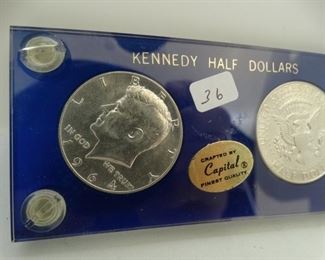 KENNEDY HALF DOLLARS
36
LIBERTY
IN GOD
WE TRUST
1964
CRAFTED BY
Capital ®
FINEST QUALITY